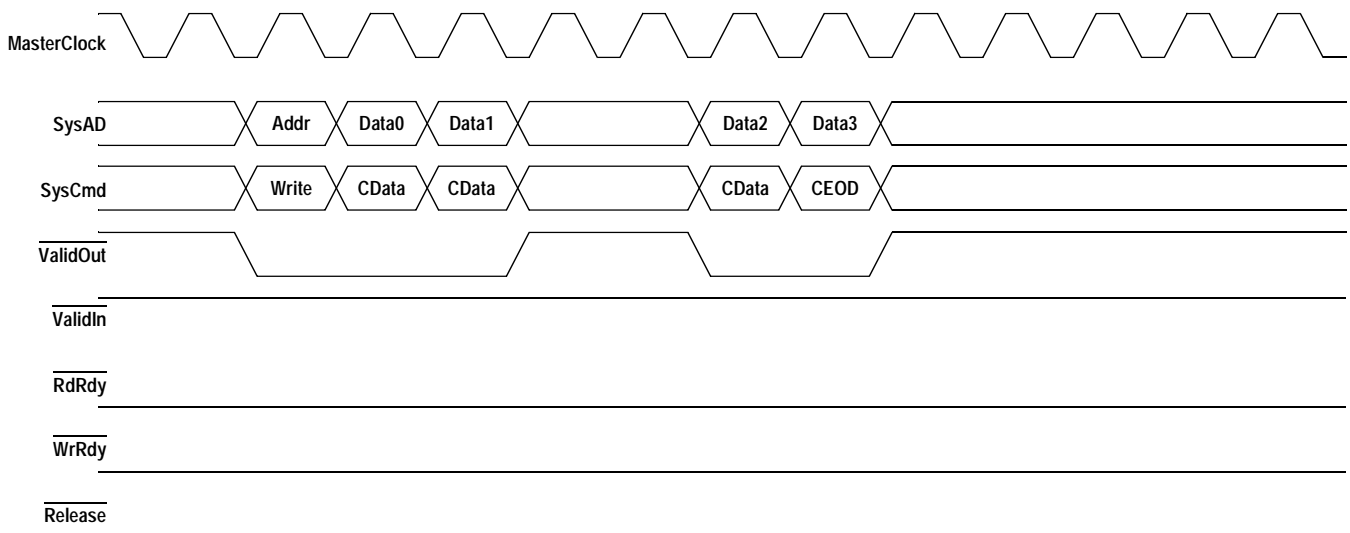 MasterClock
SysAD Addr Data0 Data1 Data2 Data3
SysCmd Write CData CData CData CEOD
ValidOut
ValidIn
RdRdy
WrRdy
Release